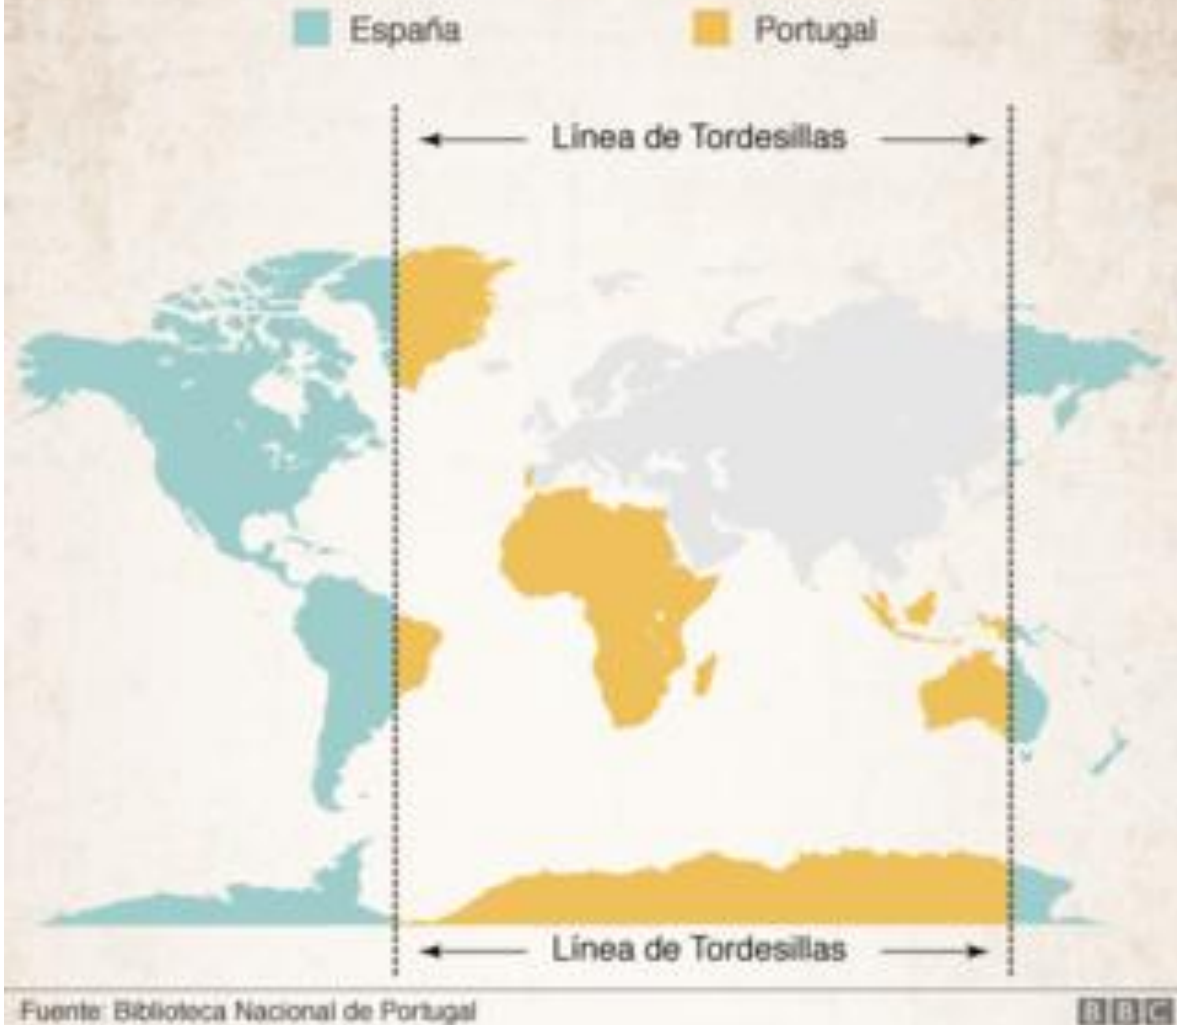 España Portugal
Línea de Tordesillas
Línea de Tordesillas
Fuente: Biblioteca Nacional de Portugal
BBC